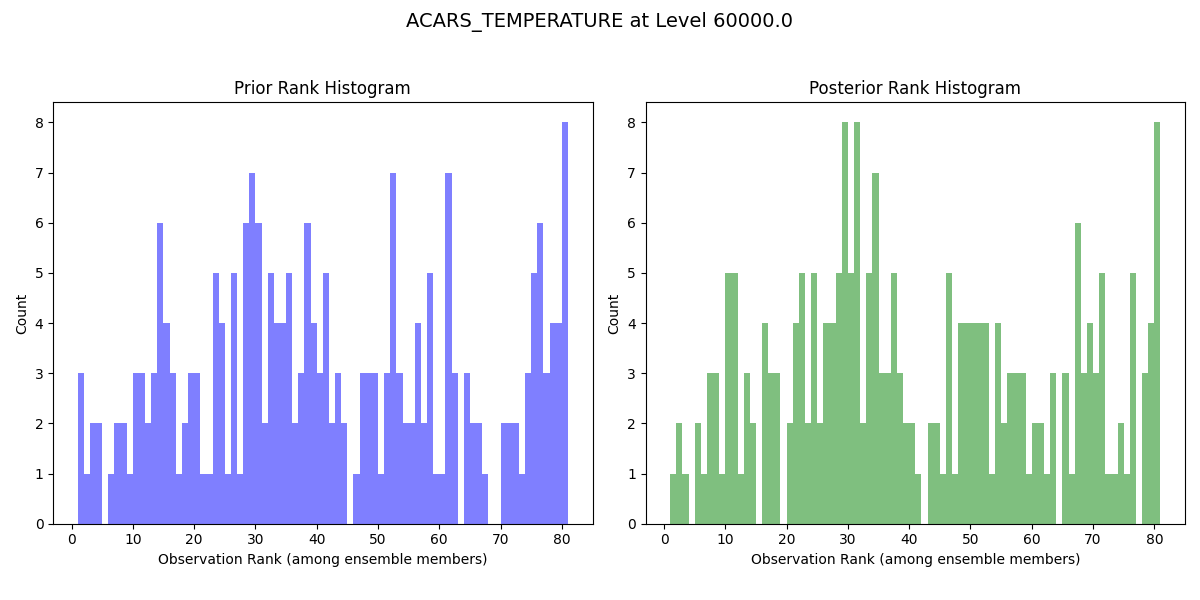 ACARS_TEMPERATURE at Level 60000.0
Prior Rank Histogram
Posterior Rank Histogram
8
7
6
5
4
3
2
1
0
Count
0 10 20 30 40 50 60 70 80
Observation Rank (among ensemble members)
8
7
6
5
4
3
2
1
0
Count
0 10 20 30 40 50 60 70 80
Observation Rank (among ensemble members)